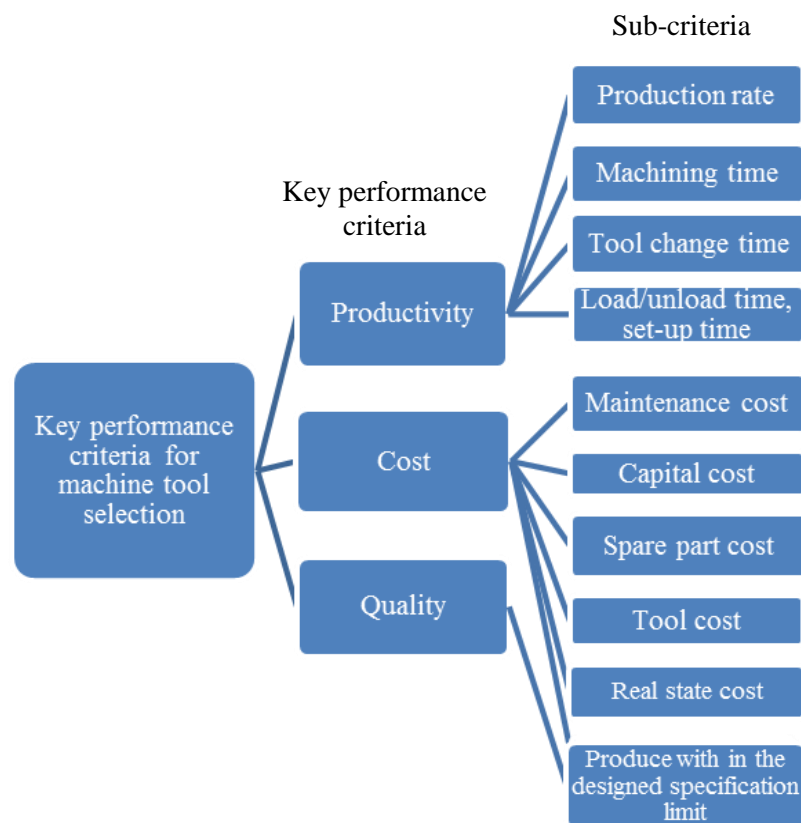 Sub-criteria
Production rate
Machining time
Key performance
criteria
Tool change time
Productivity
Load/unload time,
set-up time
Key performance
criteria for
machine tool
selection
Maintenance cost
Cost
Capital cost
Spare part cost
Quality
Tool cost
Real state cost
Produce with in the
designed specification
limit